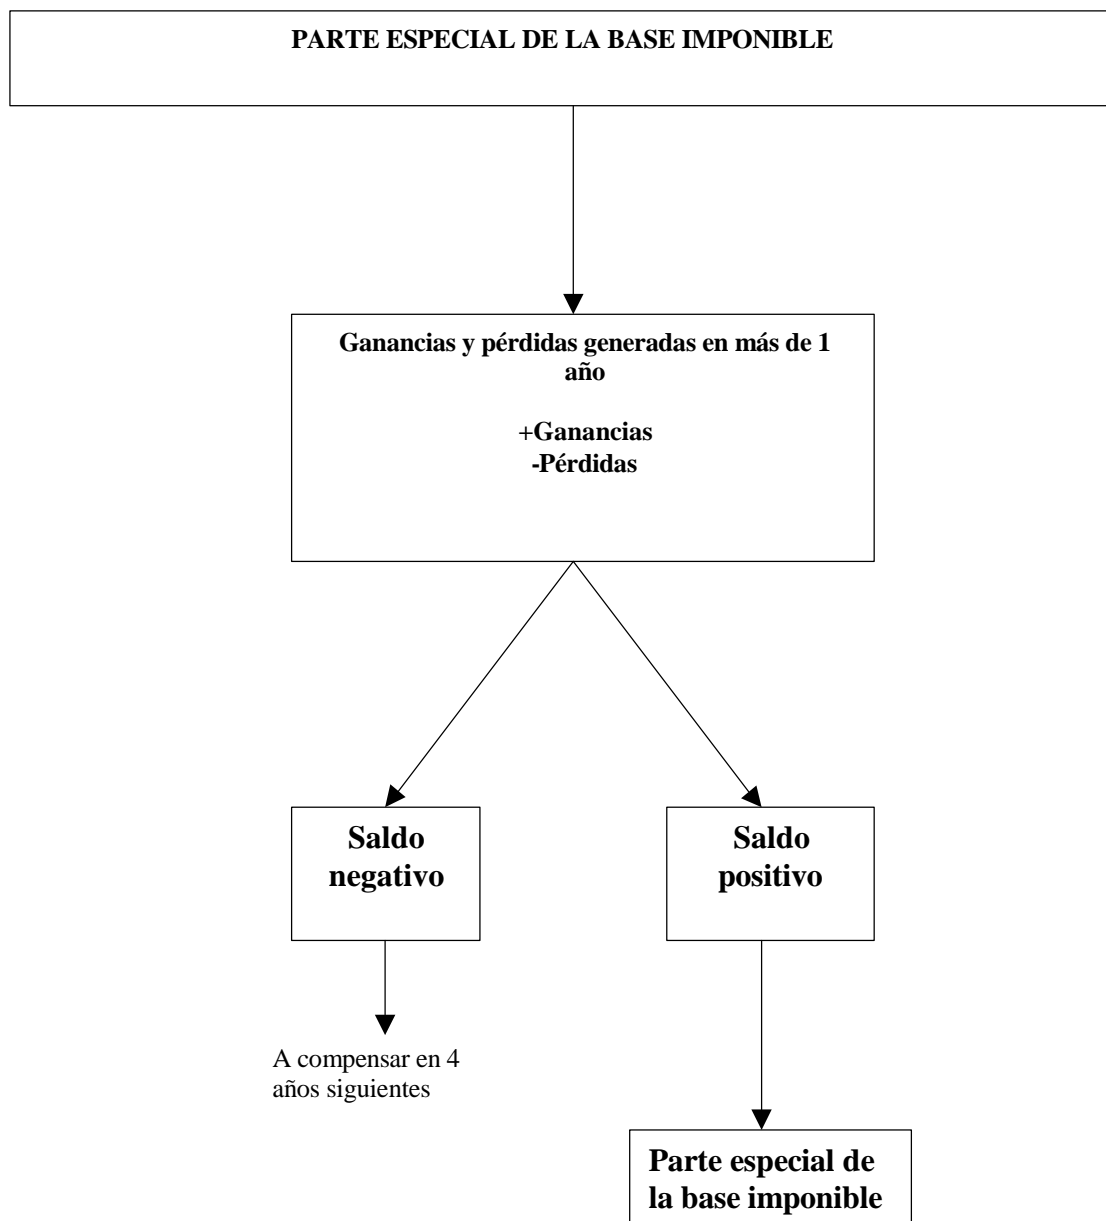 PARTE ESPECIAL DE LA BASE IMPONIBLE
Ganancias y pérdidas generadas en más de 1
año
+Ganancias
-Pérdidas
Saldo
negativo
Saldo
positivo
A compensar en 4
años siguientes
Parte especial de
la base imponible